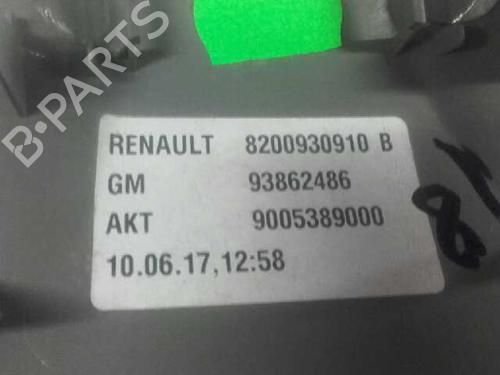 B-PARTS
RENAULT 8200930910 B
GM 93862486
AKT 9005389000
10.06.17,12:58